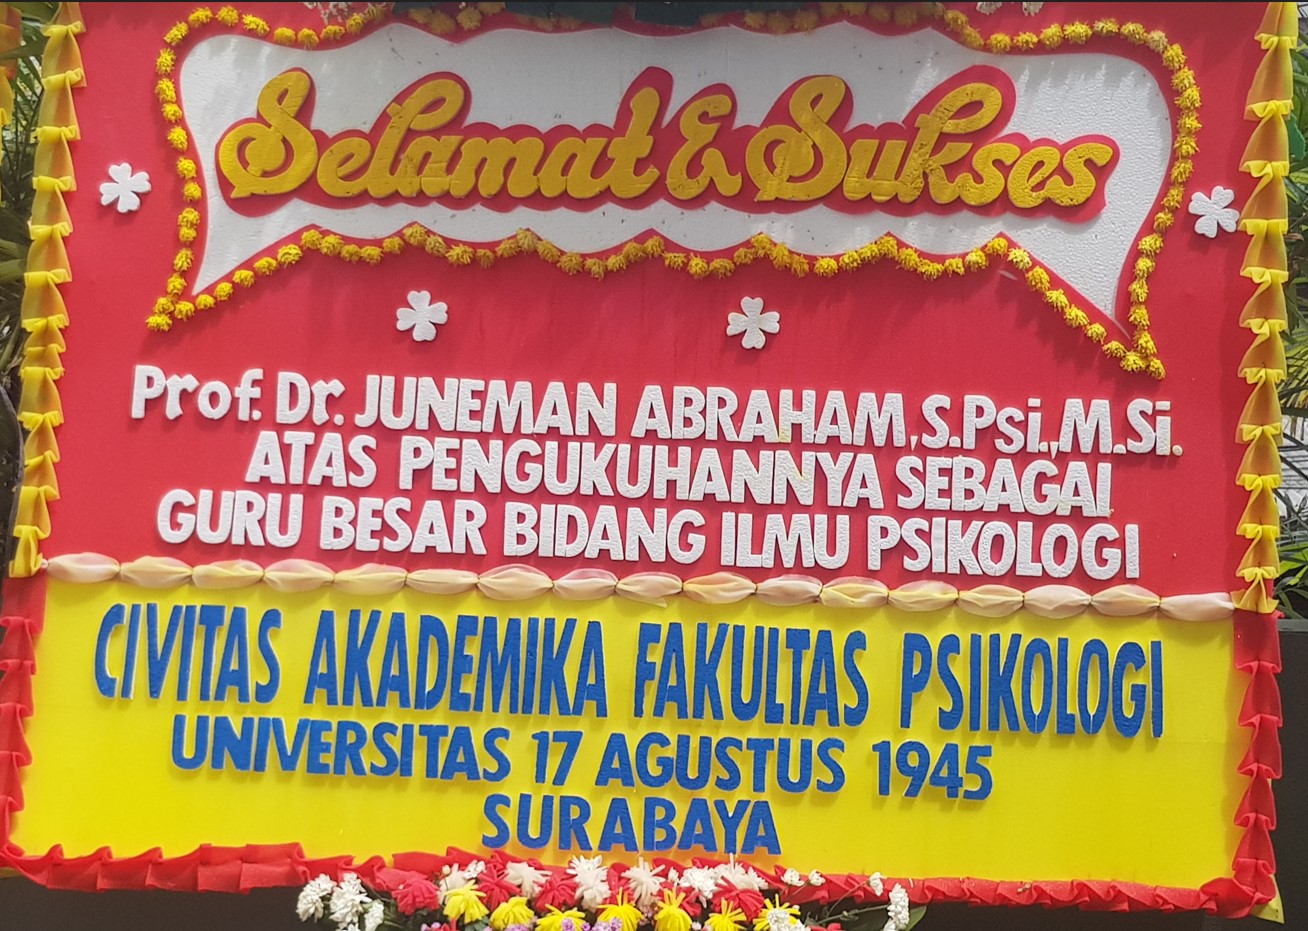 Selamat & Sukses
Prof. Dr. JUNEMAN ABRAHAM, S.Psi., M.Si.
ATAS PENGUKUHANNYA SEBAGAI
GURU BESAR BIDANG ILMU PSIKOLOGI
CIVITAS AKADEMIKA FAKULTAS PSIKOLOGI
UNIVERSITAS 17 AGUSTUS 1945
SURABAYA